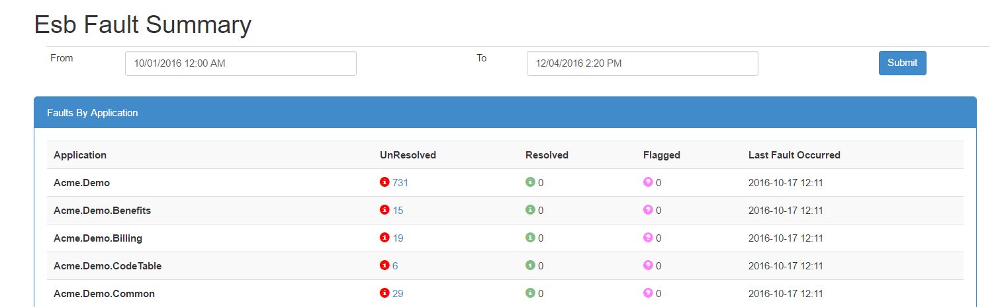 Esb Fault Summary
From 10/01/2016 12:00 AM To 12/04/2016 2:20 PM Submit
Faults By Application
Application UnResolved Resolved Flagged Last Fault Occurred
Acme.Demo 731 0 0 2016-10-17 12:11
Acme.Demo.Benefits 15 0 0 2016-10-17 12:11
Acme.Demo.Billing 19 0 0 2016-10-17 12:11
Acme.Demo.CodeTable 6 0 0 2016-10-17 12:11
Acme.Demo.Common 29 0 0 2016-10-17 12:11